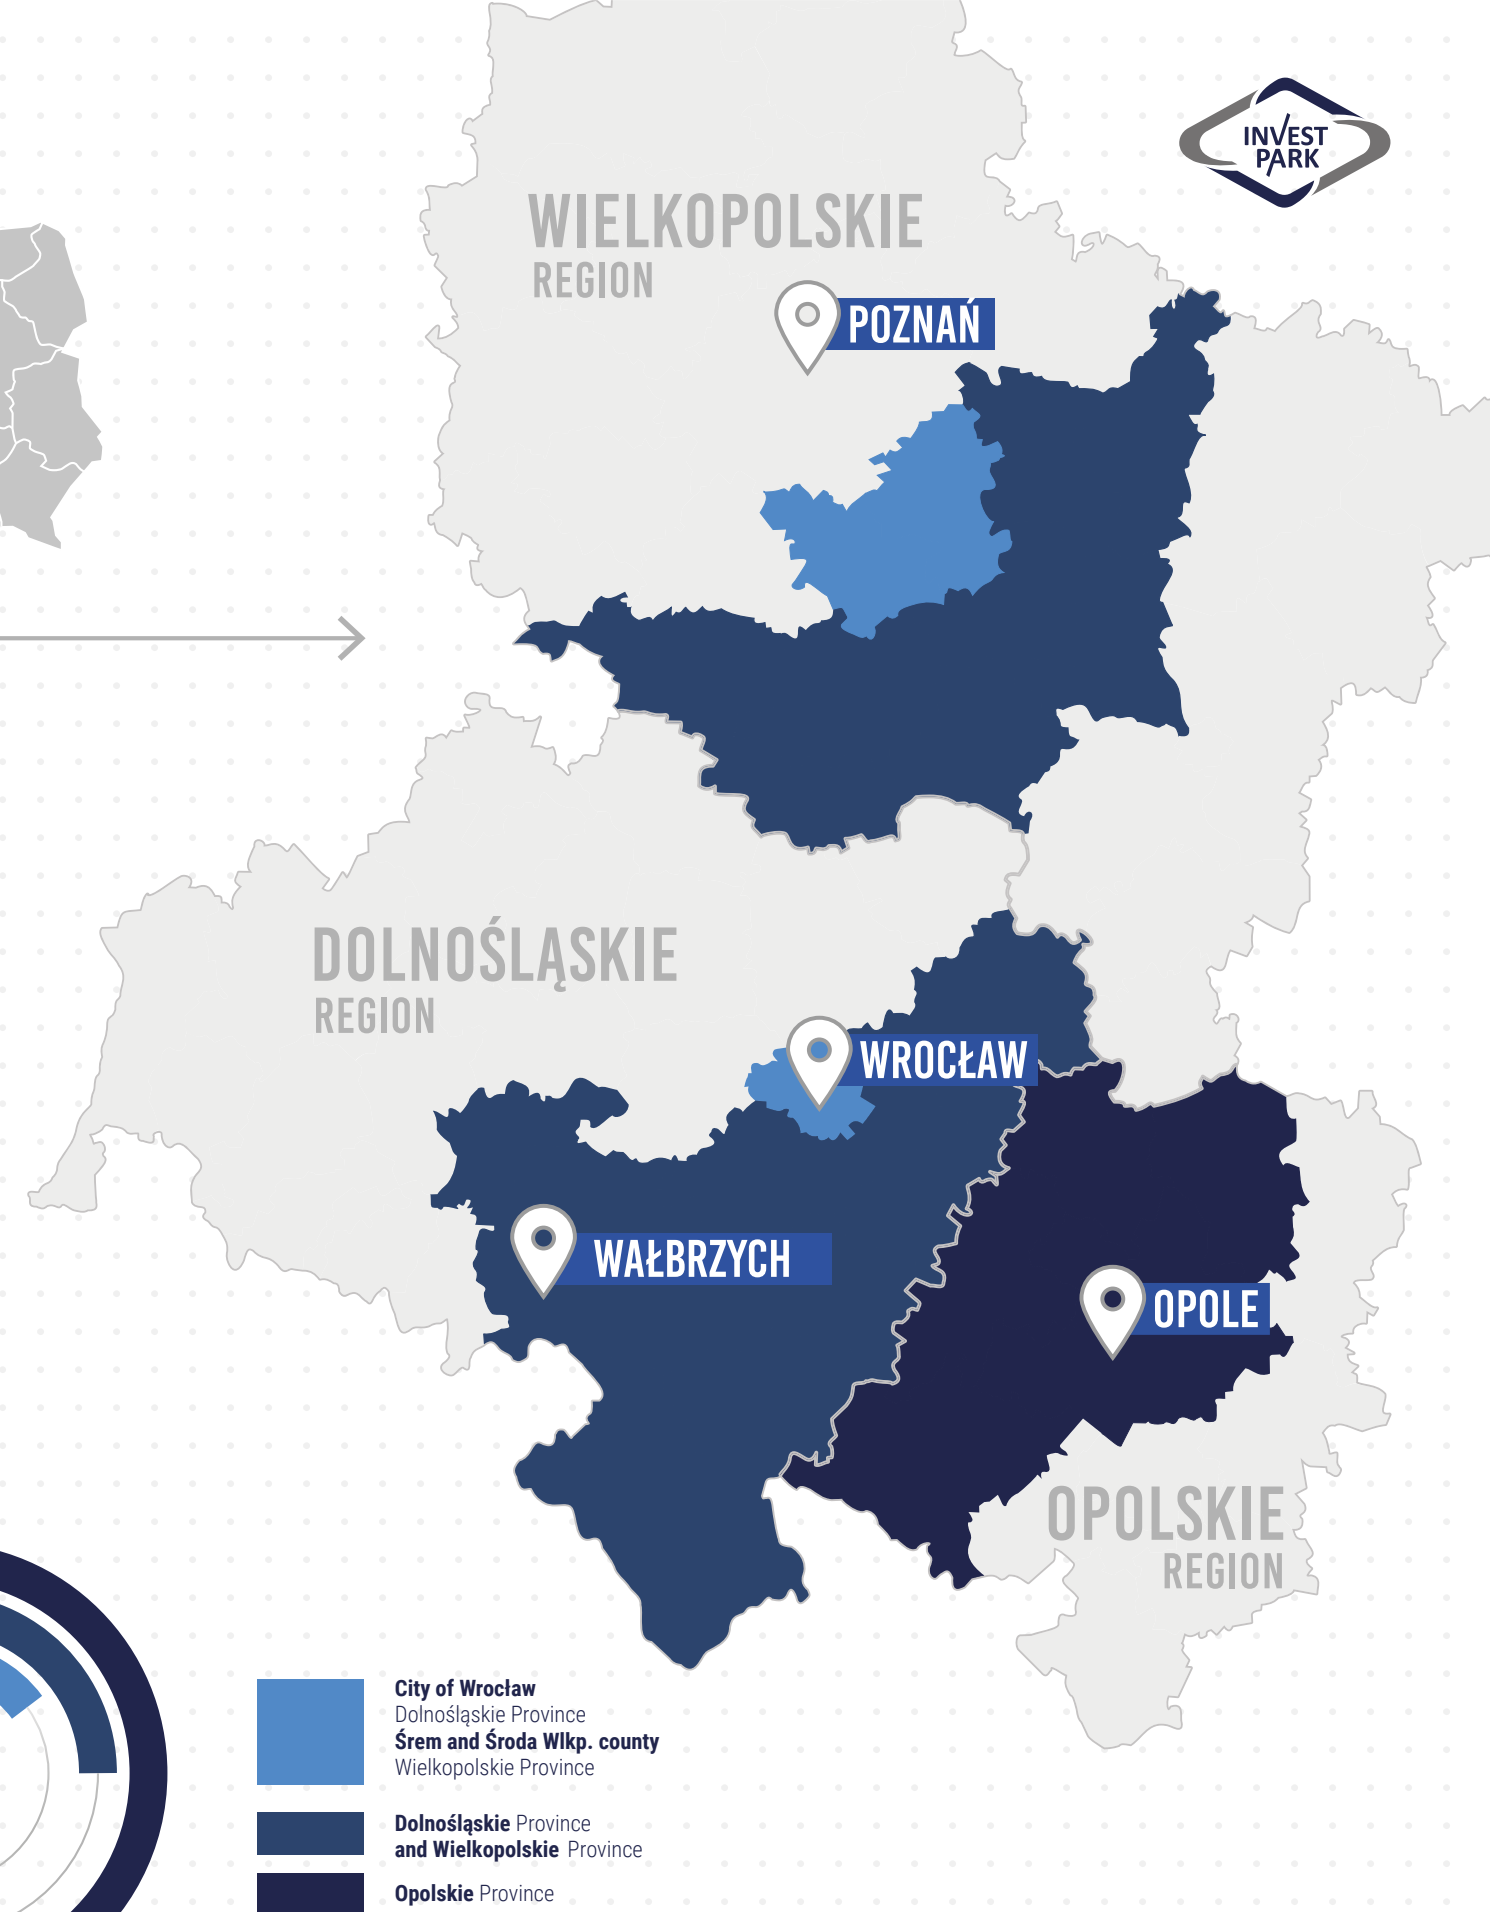 INVEST
PARK
WIELKOPOLSKIE
REGION
POZNAŃ
DOLNOŚLĄSKIE
REGION
WROCŁAW
WAŁBRZYCH
OPOLE
OPOLSKIE
REGION
City of Wrocław
Dolnośląskie Province
Śrem and Środa Wlkp. county
Wielkopolskie Province
Dolnośląskie Province
and Wielkopolskie Province
Opolskie Province